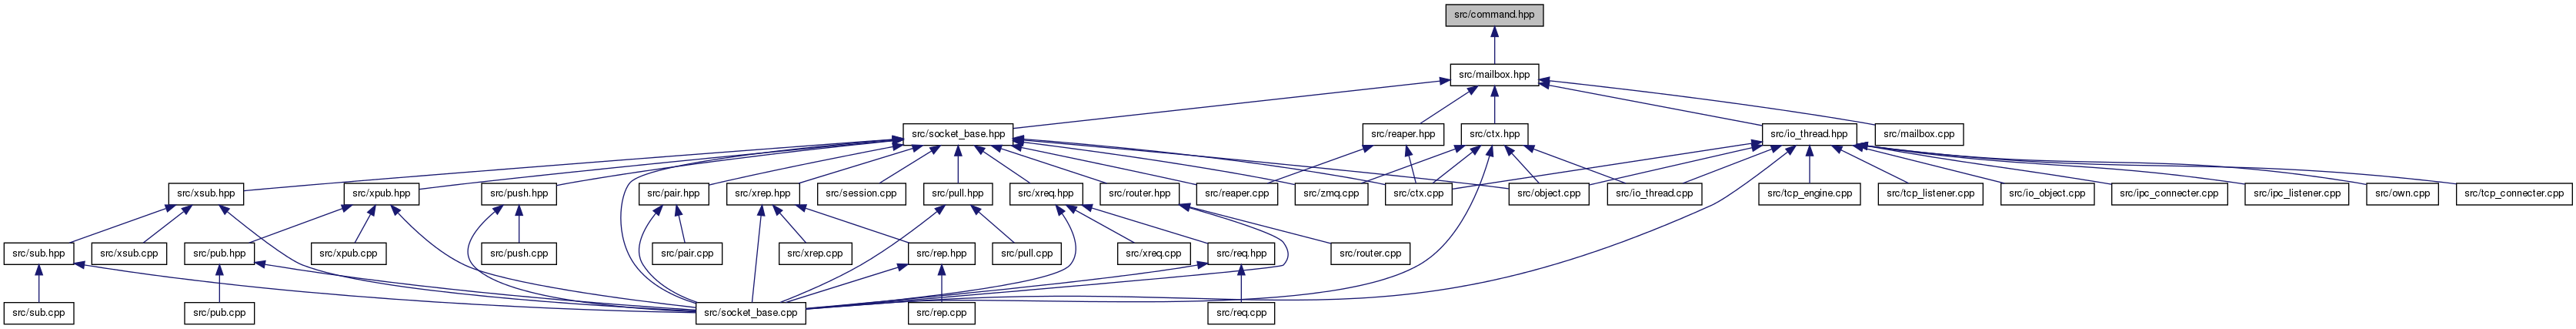 src/command.hpp
src/mailbox.hpp
src/socket_base.hpp
src/reaper.hpp
src/ctx.hpp
src/io_thread.hpp
src/mailbox.cpp
src/xsub.hpp
src/xpub.hpp
src/push.hpp
src/pair.hpp
src/xrep.hpp
src/session.cpp
src/pull.hpp
src/xreq.hpp
src/router.hpp
src/reaper.cpp
src/zmq.cpp
src/ctx.cpp
src/object.cpp
src/io_thread.cpp
src/tcp_engine.cpp
src/tcp_listener.cpp
src/io_object.cpp
src/ipc_connecter.cpp
src/ipc_listener.cpp
src/own.cpp
src/tcp_connecter.cpp
src/sub.hpp
src/xsub.cpp
src/pub.hpp
src/xpub.cpp
src/push.cpp
src/pair.cpp
src/xrep.cpp
src/rep.hpp
src/pull.cpp
src/xreq.cpp
src/req.hpp
src/router.cpp
src/sub.cpp
src/pub.cpp
src/socket_base.cpp
src/rep.cpp
src/req.cpp